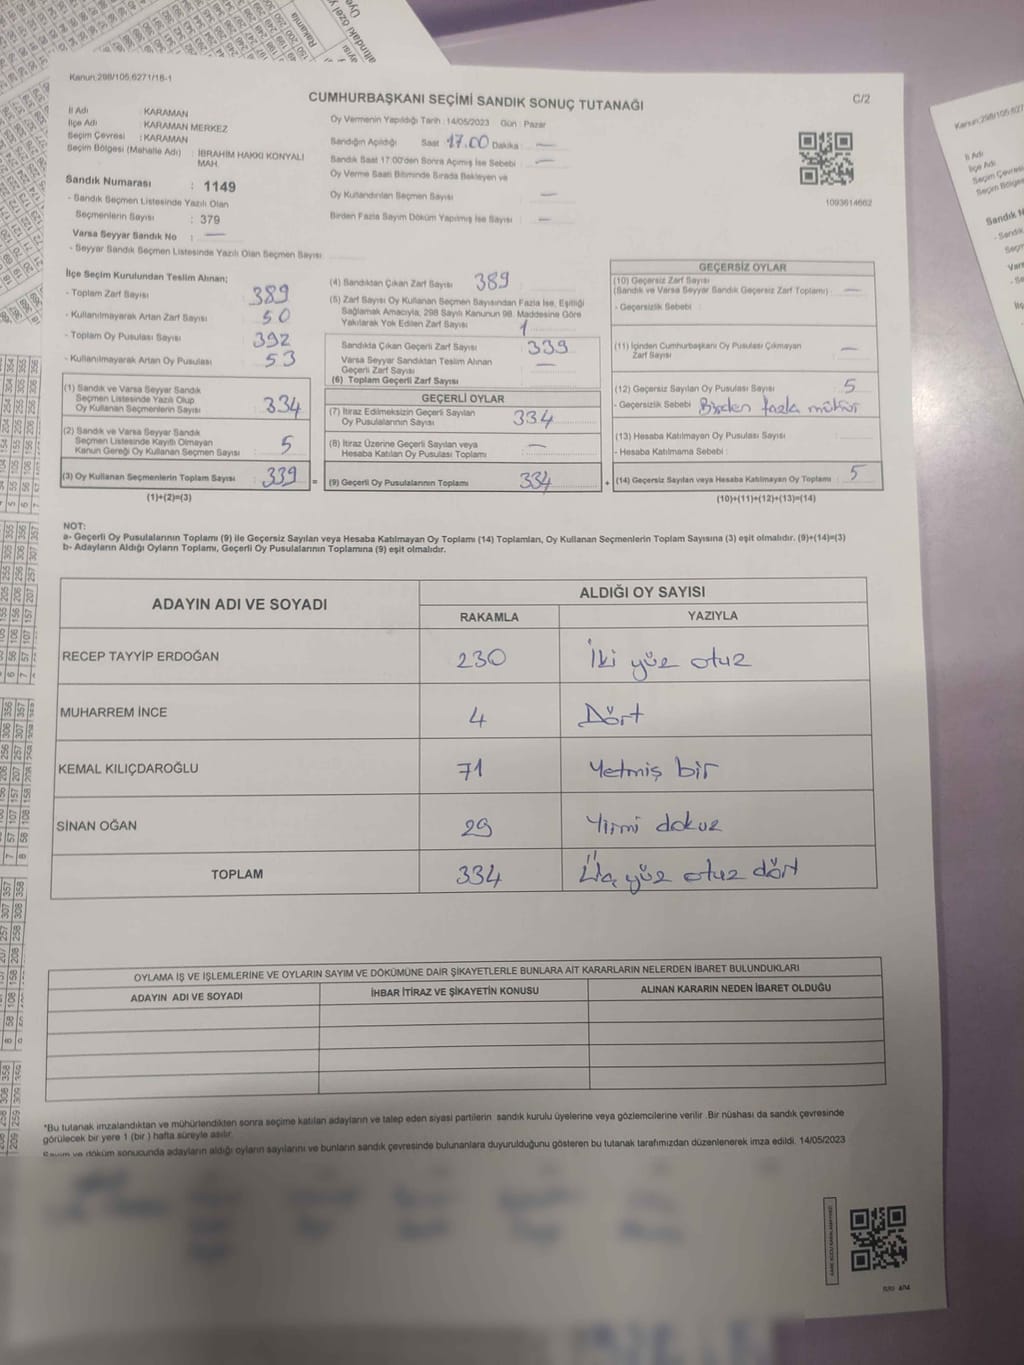 Kanun:298/105,6271/18-1
CUMHURBAŞKANI SEÇİMİ SANDIK SONUÇ TUTANAĞI
C/2
İl Adı : KARAMAN
İlçe Adı : KARAMAN MERKEZ
Seçim Çevresi : KARAMAN
Seçim Bölgesi (Mahalle Adı) : İBRAHİM HAKKI KONYALI MAH.
Sandık Numarası : 1149
- Sandık Seçmen Listesinde Yazılı Olan
Seçmenlerin Sayısı : 379
Varsa Seyyar Sandık No : —
- Seyyar Sandık Seçmen Listesinde Yazılı Olan Seçmen Sayısı
Oy Vermenin Yapıldığı Tarih : 14/05/2023 Gün : Pazar
Sandığın Açıldığı Saat 17.00 Dakika : —
Sandık Saat 17:00'den Sonra Açımış İse Sebebi : —
Oy Verme Saati Bitiminde Sırada Bekleyen ve
Oy Kullandırılan Seçmen Sayısı : —
Birden Fazla Sayım Döküm Yapılmış İse Sayısı : —
1093614662
İlçe Seçim Kurulundan Teslim Alınan;
- Toplam Zarf Sayısı 389
- Kullanılmayarak Artan Zarf Sayısı : 50
- Toplam Oy Pusulası Sayısı 392
- Kullanılmayarak Artan Oy Pusulası : 53
(1) Sandık ve Varsa Seyyar Sandık
Seçmen Listesinde Yazılı Olup
Oy Kullanan Seçmenlerin Sayısı : 334
(2) Sandık ve Varsa Seyyar Sandık
Seçmen Listesinde Kayıtlı Olmayan
Kanun Gereği Oy Kullanan Seçmen Sayısı : 5
(3) Oy Kullanan Seçmenlerin Toplam Sayısı : 339
(1)+(2)=(3)
(4) Sandıktan Çıkan Zarf Sayısı : 389
(5) Zarf Sayısı Oy Kullanan Seçmen Sayısından Fazla İse, Eşitliği
Sağlamak Amacıyla, 298 Sayılı Kanunun 98. Maddesine Göre
Yakılarak Yok Edilen Zarf Sayısı : 1
Sandıkta Çıkan Geçerli Zarf Sayısı : 339
Varsa Seyyar Sandıktan Teslim Alınan
Geçerli Zarf Sayısı : —
(6) Toplam Geçerli Zarf Sayısı
GEÇERLİ OYLAR
(7) İtiraz Edilmeksizin Geçerli Sayılan
Oy Pusulalarının Sayısı : 334
(8) İtiraz Üzerine Geçerli Sayılan veya
Hesaba Katılan Oy Pusulası Toplamı : —
= (9) Geçerli Oy Pusulalarının Toplamı : 334
GEÇERSİZ OYLAR
(10) Geçersiz Zarf Sayısı
(Sandık ve Varsa Seyyar Sandık Geçersiz Zarf Toplamı) : —
- Geçersizlik Sebebi :
(11) İçinden Cumhurbaşkanı Oy Pusulası Çıkmayan
Zarf Sayısı : —
(12) Geçersiz Sayılan Oy Pusulası Sayısı : 5
- Geçersizlik Sebebi : Birden fazla mühür
(13) Hesaba Katılmayan Oy Pusulası Sayısı :
- Hesaba Katılmama Sebebi :
+ (14) Geçersiz Sayılan veya Hesaba Katılmayan Oy Toplamı : 5
(10)+(11)+(12)+(13)=(14)
NOT:
a- Geçerli Oy Pusulalarının Toplamı (9) ile Geçersiz Sayılan veya Hesaba Katılmayan Oy Toplamı (14) Toplamları, Oy Kullanan Seçmenlerin Toplam Sayısına (3) eşit olmalıdır. (9)+(14)=(3)
b- Adayların Aldığı Oyların Toplamı, Geçerli Oy Pusulalarının Toplamına (9) eşit olmalıdır.
ADAYIN ADI VE SOYADI
ALDIĞI OY SAYISI
RAKAMLA YAZIYLA
RECEP TAYYİP ERDOĞAN 230 İki yüz otuz
MUHARREM İNCE 4 Dört
KEMAL KILIÇDAROĞLU 71 Yetmiş bir
SİNAN OĞAN 29 Yirmi dokuz
TOPLAM 334 Üç yüz otuz dört
OYLAMA İŞ VE İŞLEMLERİNE VE OYLARIN SAYIM VE DÖKÜMÜNE DAİR ŞİKAYETLERLE BUNLARA AİT KARARLARIN NELERDEN İBARET BULUNDUKLARI
ADAYIN ADI VE SOYADI İHBAR İTİRAZ VE ŞİKAYETİN KONUSU ALINAN KARARIN NEDEN İBARET OLDUĞU
*Bu tutanak imzalandıktan ve mühürlendikten sonra seçime katılan adayların ve talep eden siyasi partilerin sandık kurulu üyelerine veya gözlemcilerine verilir .Bir nüshası da sandık çevresinde
görülecek bir yere 1 (bir ) hafta süreyle asılır.
Sayım ve döküm sonucunda adayların aldığı oyların sayılarını ve bunların sandık çevresinde bulunanlara duyurulduğunu gösteren bu tutanak tarafımızdan düzenlenerek imza edildi. 14/05/2023